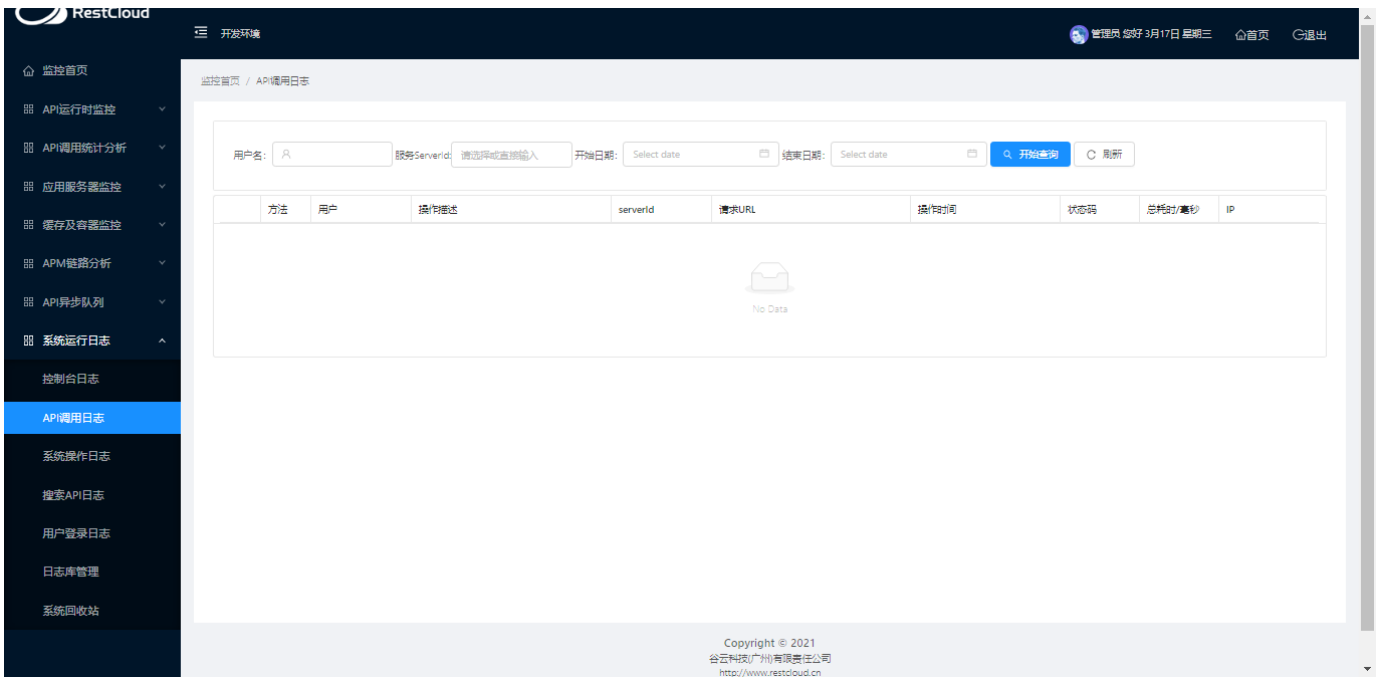 RestCloud
开发环境
管理员 您好 3月17日 星期三
首页
退出
监控首页
API运行时监控
API调用统计分析
应用服务器监控
缓存及容器监控
APM链路分析
API异步队列
系统运行日志
控制台日志
API调用日志
系统操作日志
搜索API日志
用户登录日志
日志库管理
系统回收站
监控首页 / API调用日志
用户名:
服务ServerId: 请选择或直接输入
开始日期: Select date
结束日期: Select date
开始查询
刷新
方法 用户 操作描述 serverId 请求URL 操作时间 状态码 总耗时/毫秒 IP
No Data
Copyright © 2021
谷云科技(广州)有限责任公司
http://www.restcloud.cn